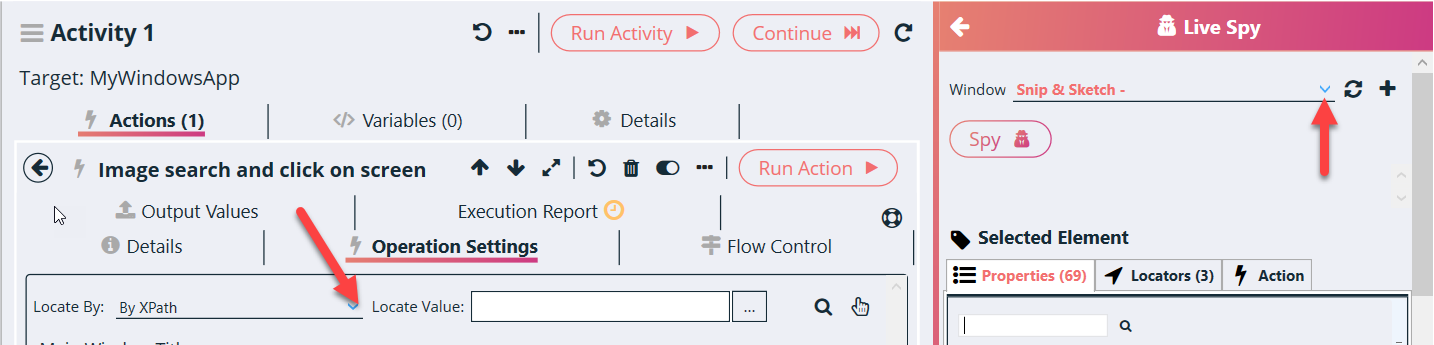 Activity 1
Run Activity
Continue
Target: MyWindowsApp
Actions (1)
Variables (0)
Details
Image search and click on screen
Run Action
Output Values
Execution Report
Details
Operation Settings
Flow Control
Locate By: By XPath
Locate Value:
...
Live Spy
Window Snip & Sketch -
Spy
Selected Element
Properties (69)
Locators (3)
Action